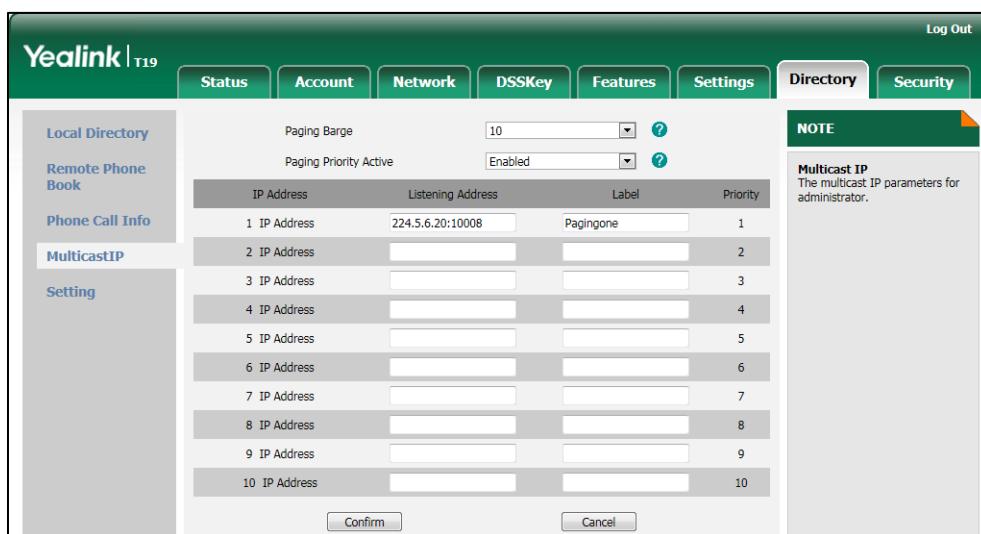 Log Out
Yealink T19
Status Account Network DSSKey Features Settings Directory Security
Local Directory
Remote Phone
Book
Phone Call Info
MulticastIP
Setting
Paging Barge 10
Paging Priority Active Enabled
IP Address Listening Address Label Priority
1 IP Address 224.5.6.20:10008 Pagingone 1
2 IP Address 2
3 IP Address 3
4 IP Address 4
5 IP Address 5
6 IP Address 6
7 IP Address 7
8 IP Address 8
9 IP Address 9
10 IP Address 10
Confirm Cancel
NOTE
Multicast IP
The multicast IP parameters for
administrator.